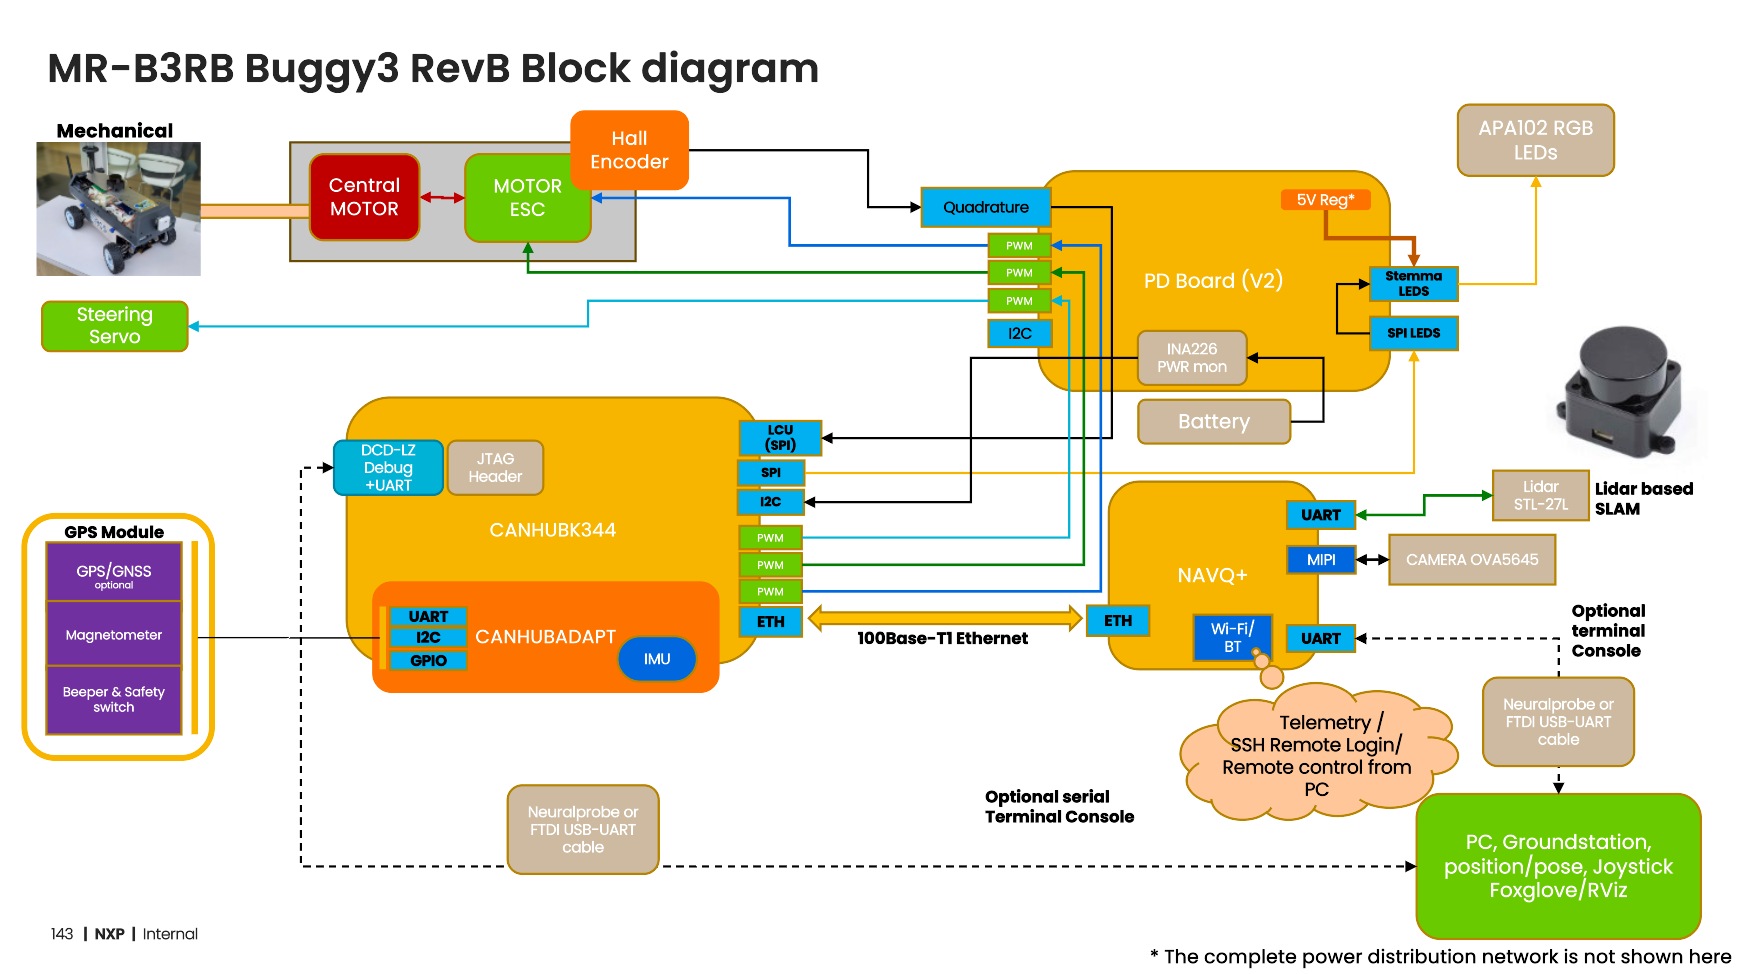 MR-B3RB Buggy3 RevB Block diagram
Mechanical
Central
MOTOR
MOTOR
ESC
Hall
Encoder
APA102 RGB
LEDs
Steering
Servo
Quadrature
PWM
PWM
PWM
I2C
5V Reg*
PD Board (V2)
Stemma
LEDS
SPI LEDS
INA226
PWR mon
Battery
DCD-LZ
Debug
+UART
JTAG
Header
CANHUBK344
LCU
(SPI)
SPI
I2C
PWM
PWM
PWM
ETH
UART
I2C
GPIO
CANHUBADAPT
IMU
GPS Module
GPS/GNSS
optional
Magnetometer
Beeper & Safety
switch
100Base-T1 Ethernet
ETH
NAVQ+
UART
MIPI
Wi-Fi/
BT
UART
Lidar
STL-27L
Lidar based
SLAM
CAMERA OVA5645
Optional
terminal
Console
Neuralprobe or
FTDI USB-UART
cable
Telemetry /
SSH Remote Login/
Remote control from
PC
Neuralprobe or
FTDI USB-UART
cable
Optional serial
Terminal Console
PC, Groundstation,
position/pose, Joystick
Foxglove/RViz
143 | NXP | Internal
* The complete power distribution network is not shown here